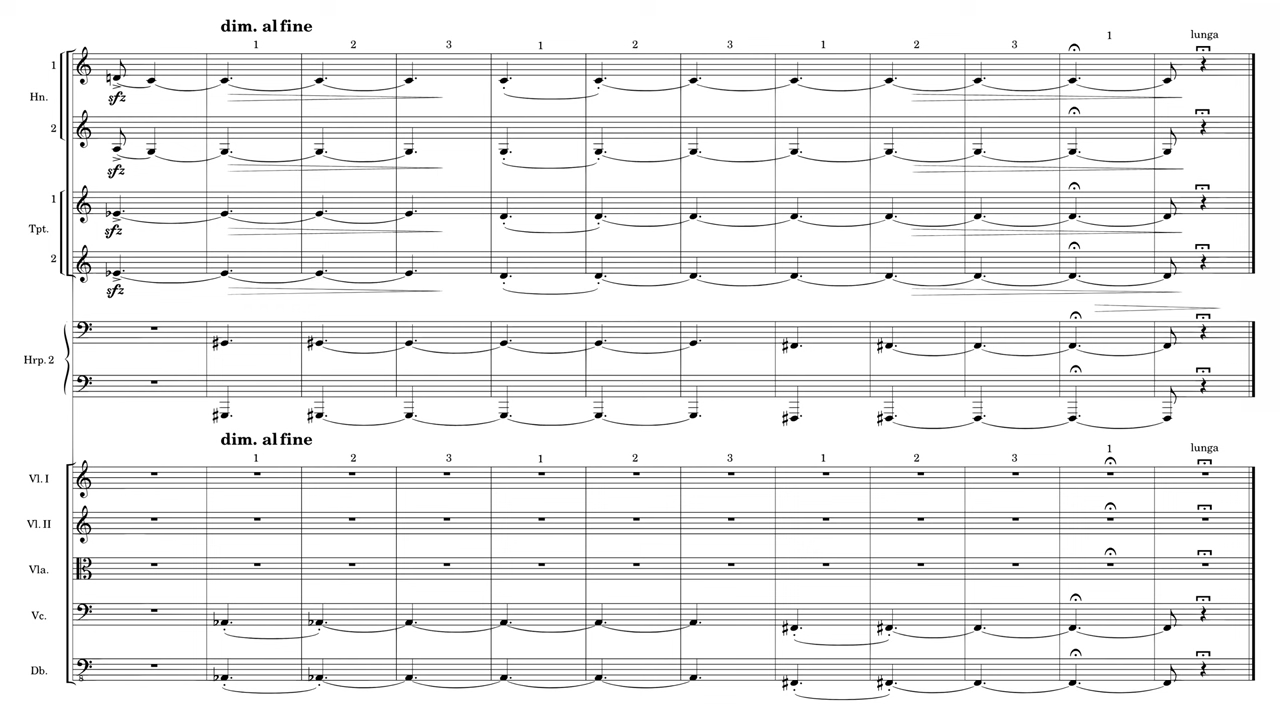 dim. al fine
1 2 3 1 2 3 1 2 3 1 lunga
1
Hn.
sfz
2
sfz
1
Tpt.
sfz
2
sfz
Hrp. 2
dim. al fine
1 2 3 1 2 3 1 2 3 1 lunga
Vl. I
Vl. II
Vla.
Vc.
Db.
8